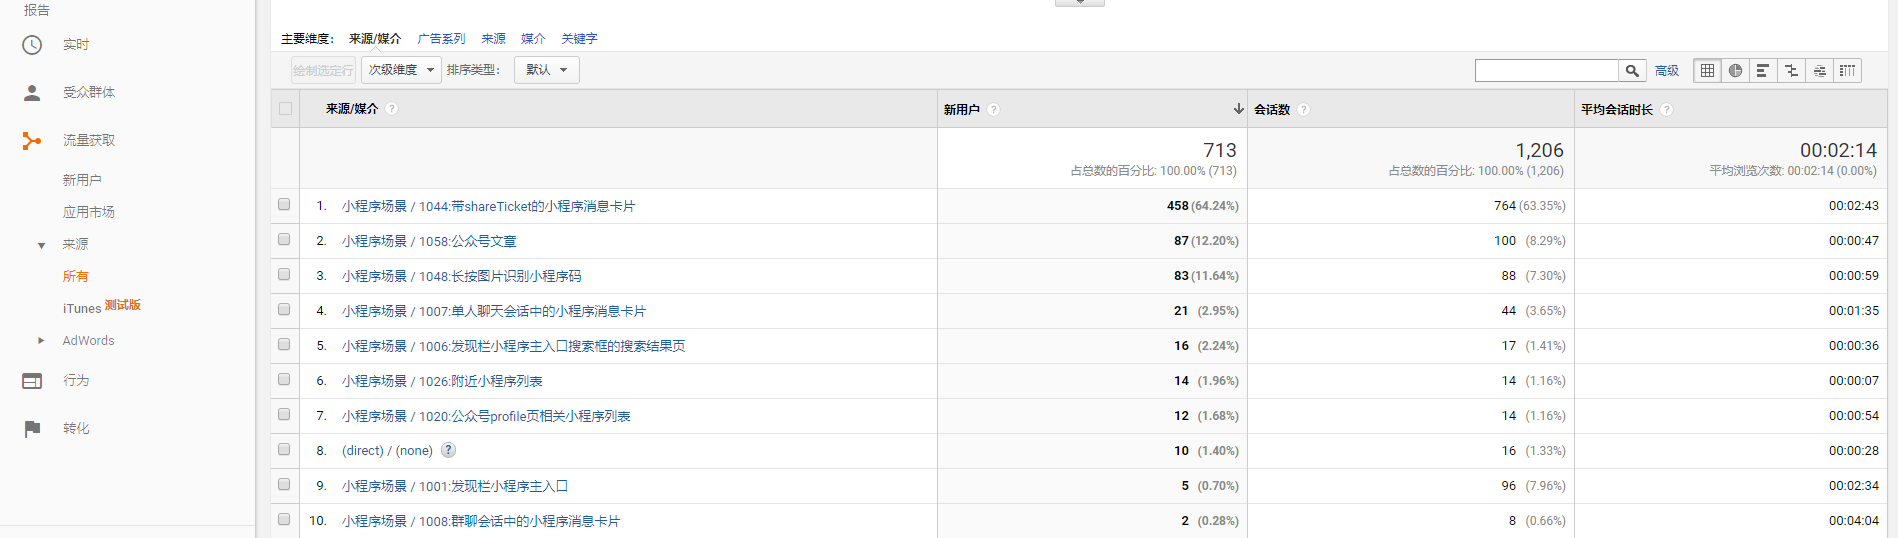 报告
实时
受众群体
流量获取
新用户
应用市场
来源
所有
iTunes 测试版
AdWords
行为
转化
主要维度： 来源/媒介 广告系列 来源 媒介 关键字
绘制选定行 次级维度 排序类型： 默认 高级
来源/媒介 ? 新用户 ? 会话数 ? 平均会话时长 ?
713 1,206 00:02:14
占总数的百分比: 100.00% (713) 占总数的百分比: 100.00% (1,206) 平均浏览次数: 00:02:14 (0.00%)
1. 小程序场景 / 1044:带shareTicket的小程序消息卡片 458 (64.24%) 764 (63.35%) 00:02:43
2. 小程序场景 / 1058:公众号文章 87 (12.20%) 100 (8.29%) 00:00:47
3. 小程序场景 / 1048:长按图片识别小程序码 83 (11.64%) 88 (7.30%) 00:00:59
4. 小程序场景 / 1007:单人聊天会话中的小程序消息卡片 21 (2.95%) 44 (3.65%) 00:01:35
5. 小程序场景 / 1006:发现栏小程序主入口搜索框的搜索结果页 16 (2.24%) 17 (1.41%) 00:00:36
6. 小程序场景 / 1026:附近小程序列表 14 (1.96%) 14 (1.16%) 00:00:07
7. 小程序场景 / 1020:公众号profile页相关小程序列表 12 (1.68%) 14 (1.16%) 00:00:54
8. (direct) / (none) ? 10 (1.40%) 16 (1.33%) 00:00:28
9. 小程序场景 / 1001:发现栏小程序主入口 5 (0.70%) 96 (7.96%) 00:02:34
10. 小程序场景 / 1008:群聊会话中的小程序消息卡片 2 (0.28%) 8 (0.66%) 00:04:04